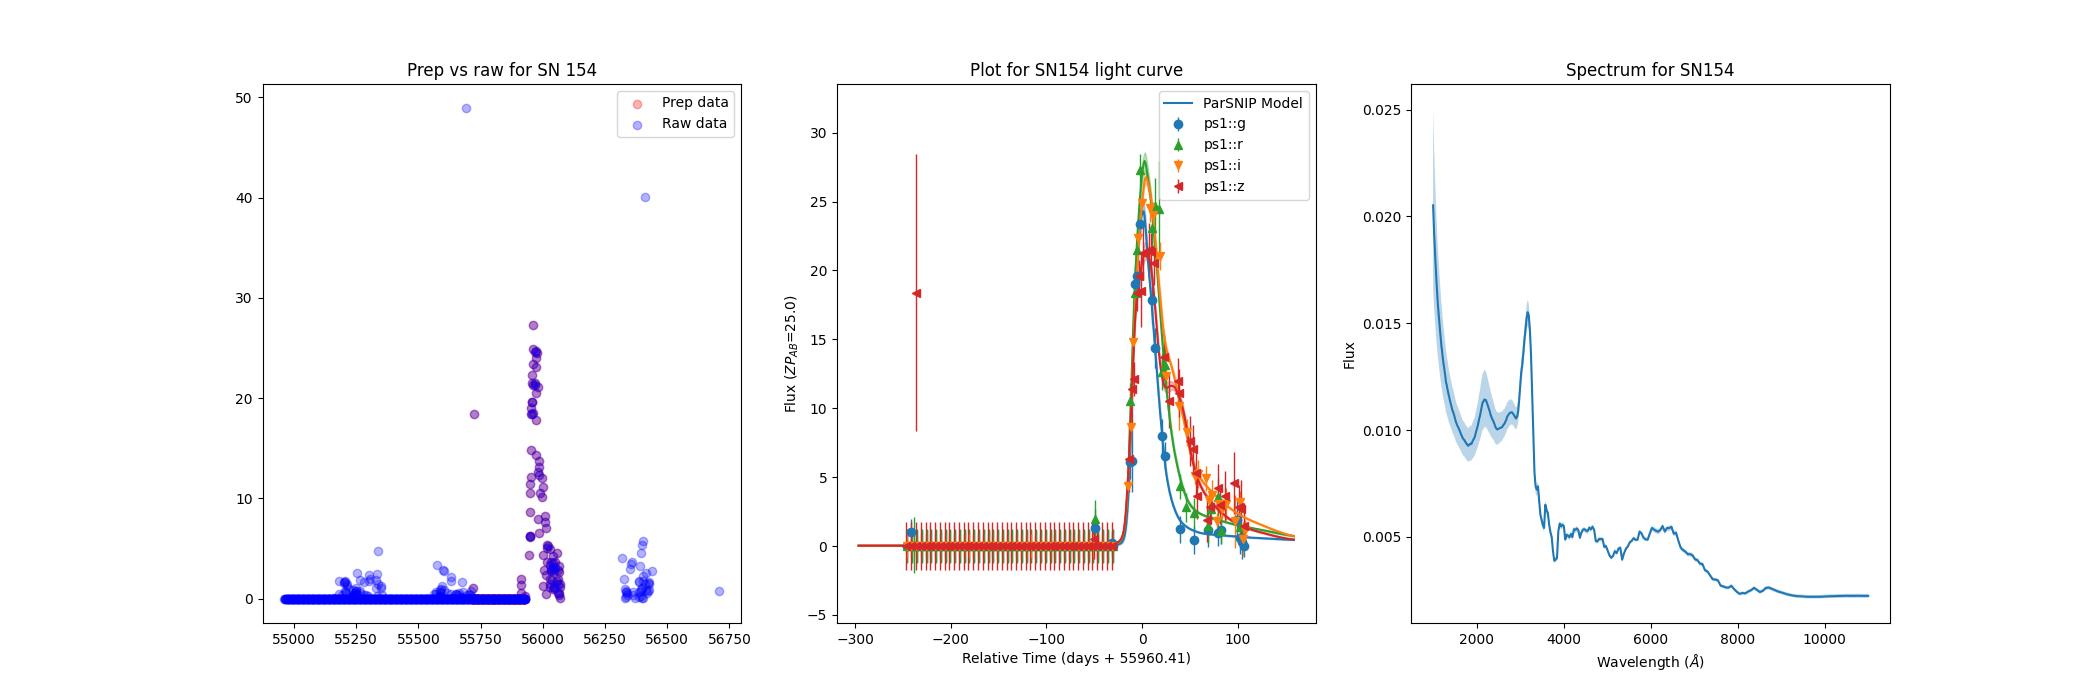 Prep vs raw for SN 154
50
40
30
20
10
0
55000
55250
55500
55750
56000
56250
56500
56750
Prep data
Raw data
Plot for SN154 light curve
Flux (ZP_AB=25.0)
30
25
20
15
10
5
0
−5
−300
−200
−100
0
100
Relative Time (days + 55960.41)
ParSNIP Model
ps1::g
ps1::r
ps1::i
ps1::z
Spectrum for SN154
Flux
0.025
0.020
0.015
0.010
0.005
2000
4000
6000
8000
10000
Wavelength (Å)